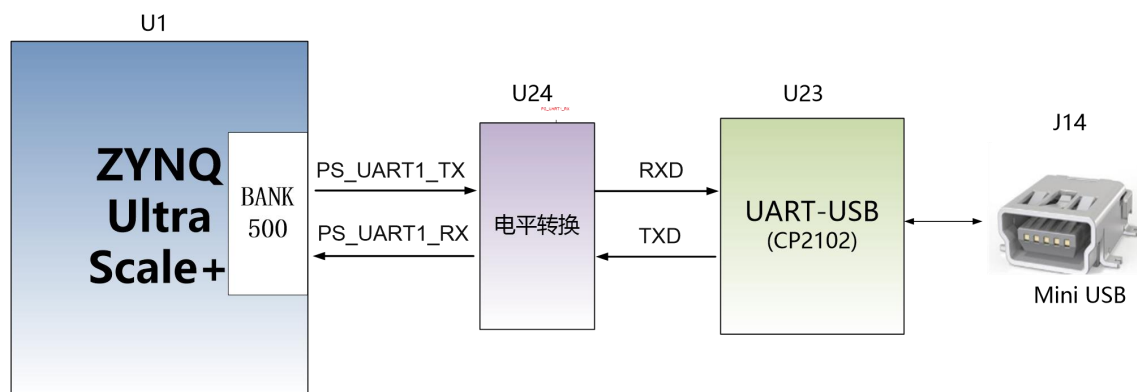 U1
U24
PS_UART1_RX
U23
J14
ZYNQ
Ultra
Scale+
BANK
500
PS_UART1_TX
PS_UART1_RX
电平转换
RXD
TXD
UART-USB
(CP2102)
Mini USB